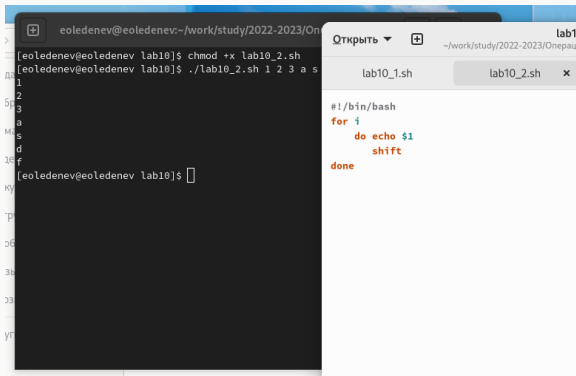 eoledenev@eoledenev:~/work/study/2022-2023/Опе
[eoledenev@eoledenev lab10]$ chmod +x lab10_2.sh
[eoledenev@eoledenev lab10]$ ./lab10_2.sh 1 2 3 a s
1
2
3
a
s
d
f
[eoledenev@eoledenev lab10]$
Открыть
lab1
~/work/study/2022-2023/Операц
lab10_1.sh
lab10_2.sh
#!/bin/bash
for i
    do echo $1
       shift
done